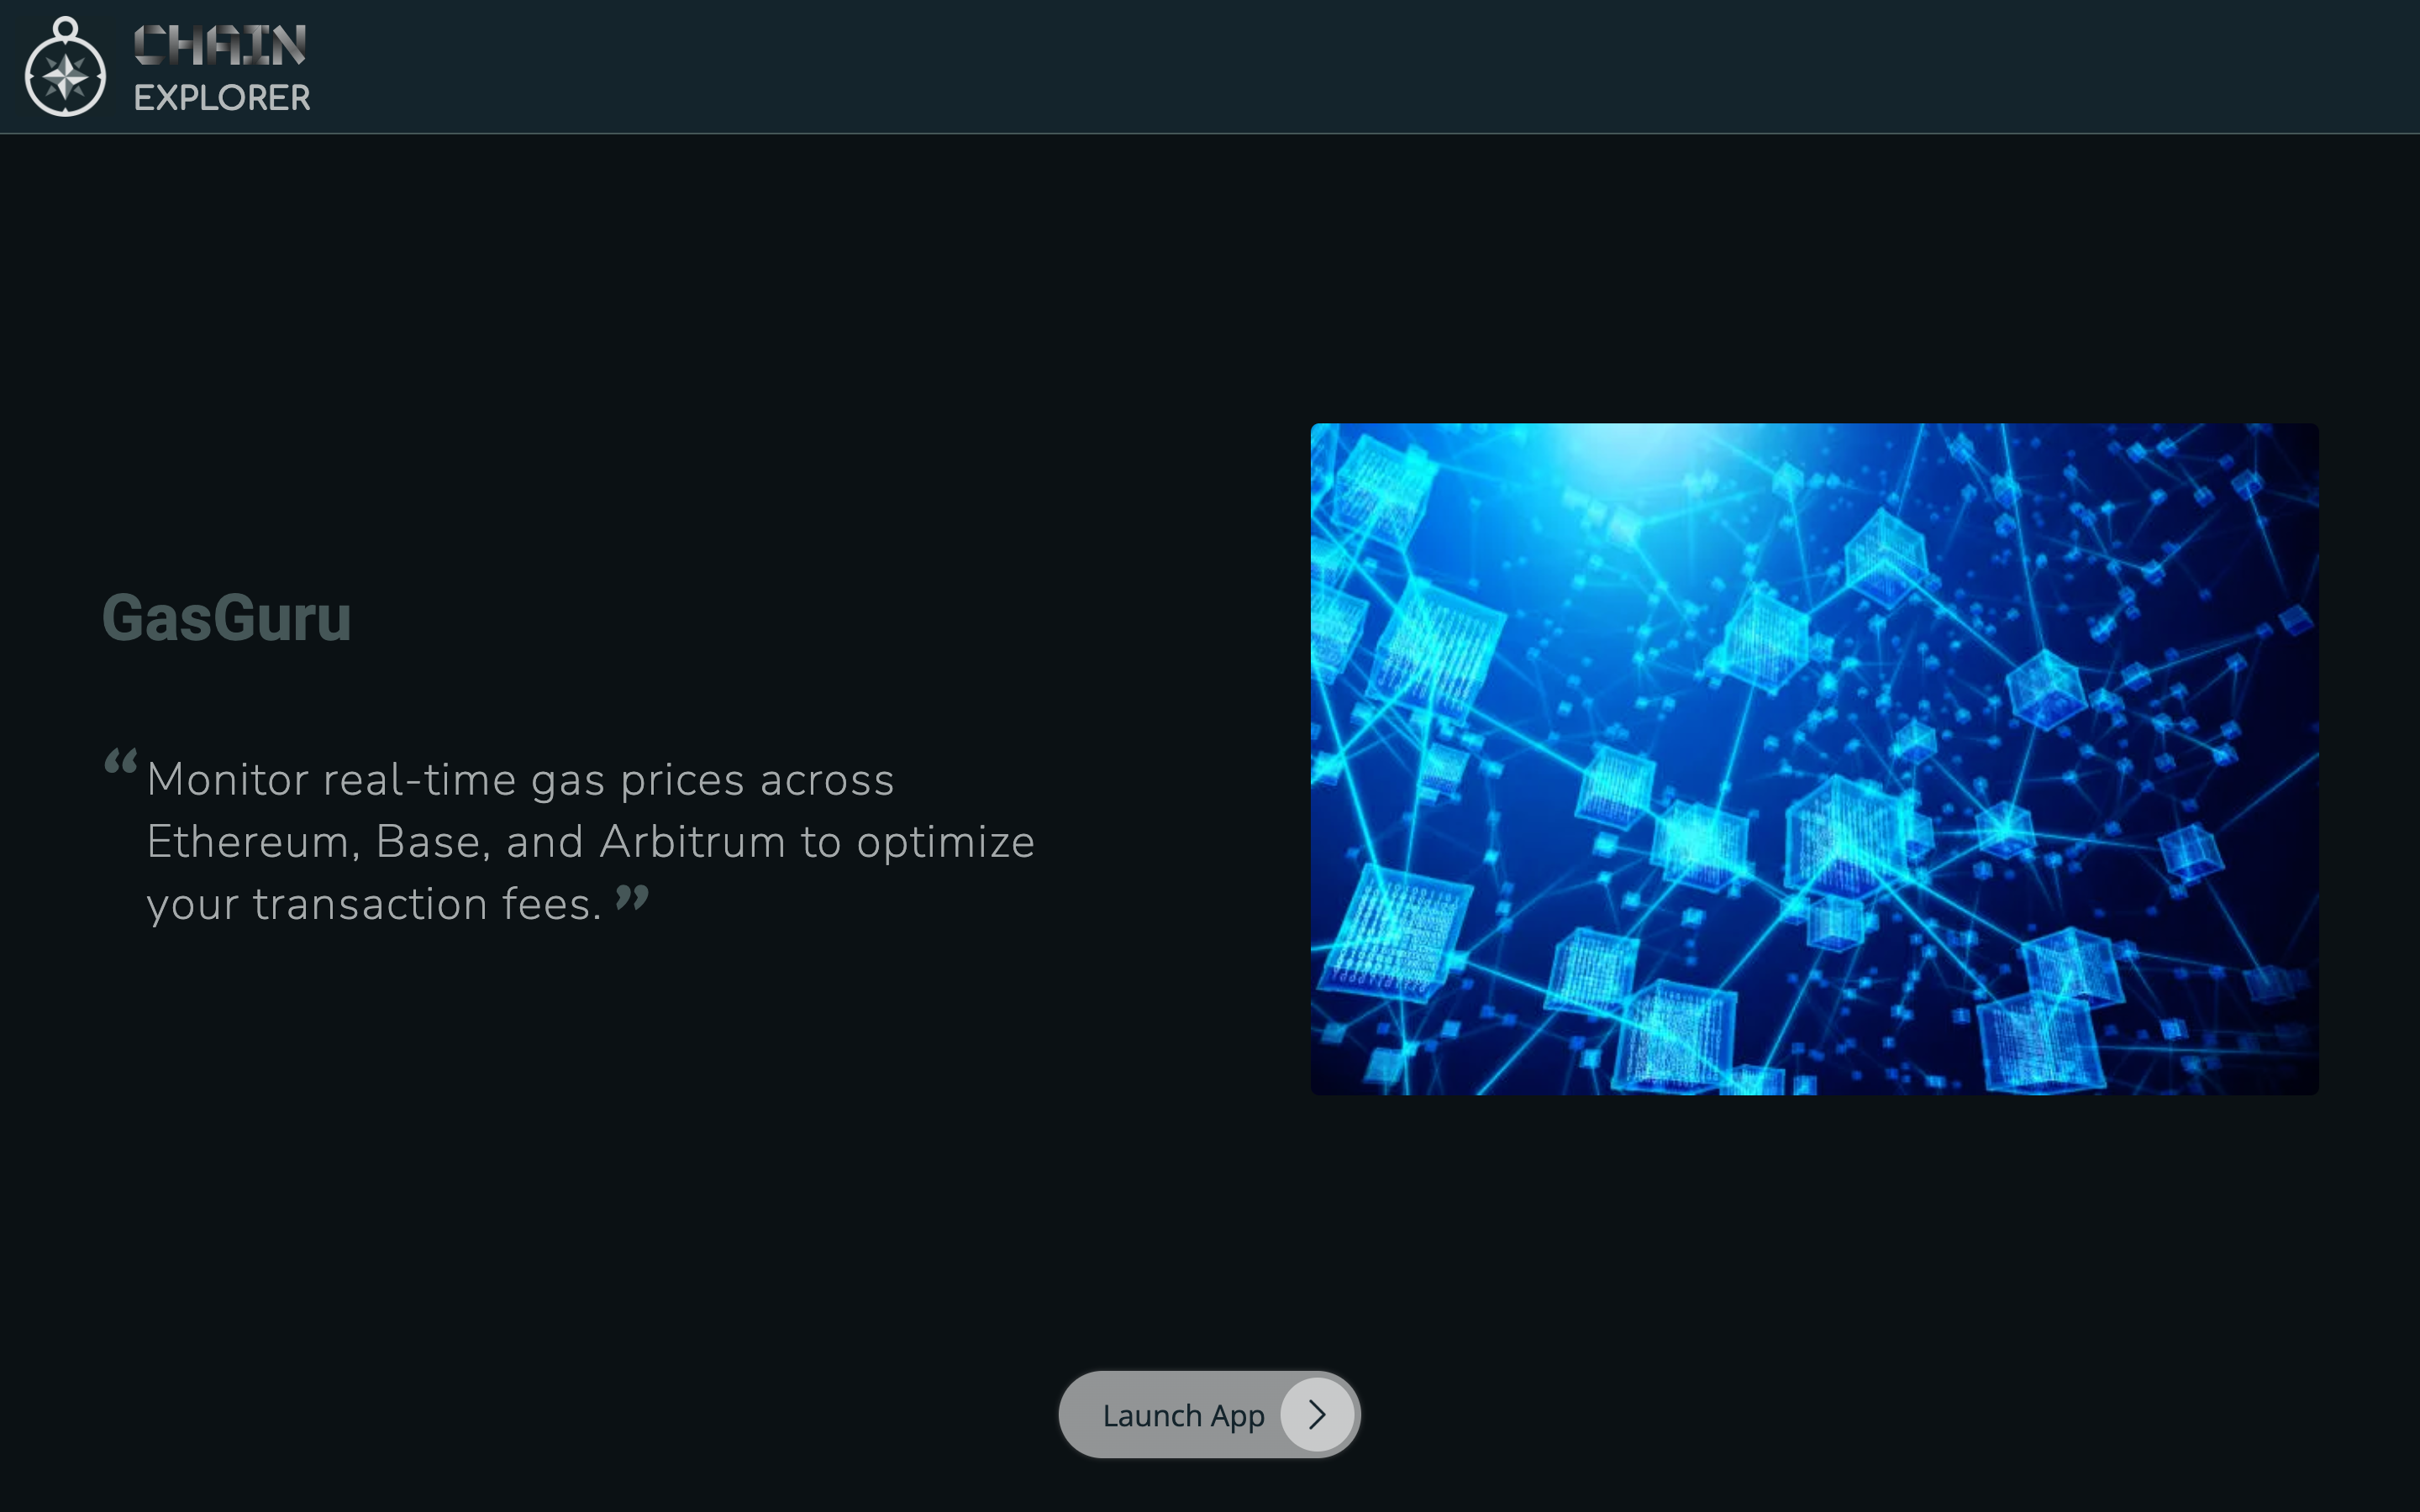 CHAIN
EXPLORER
GasGuru
“Monitor real-time gas prices across
Ethereum, Base, and Arbitrum to optimize
your transaction fees.”
Launch App